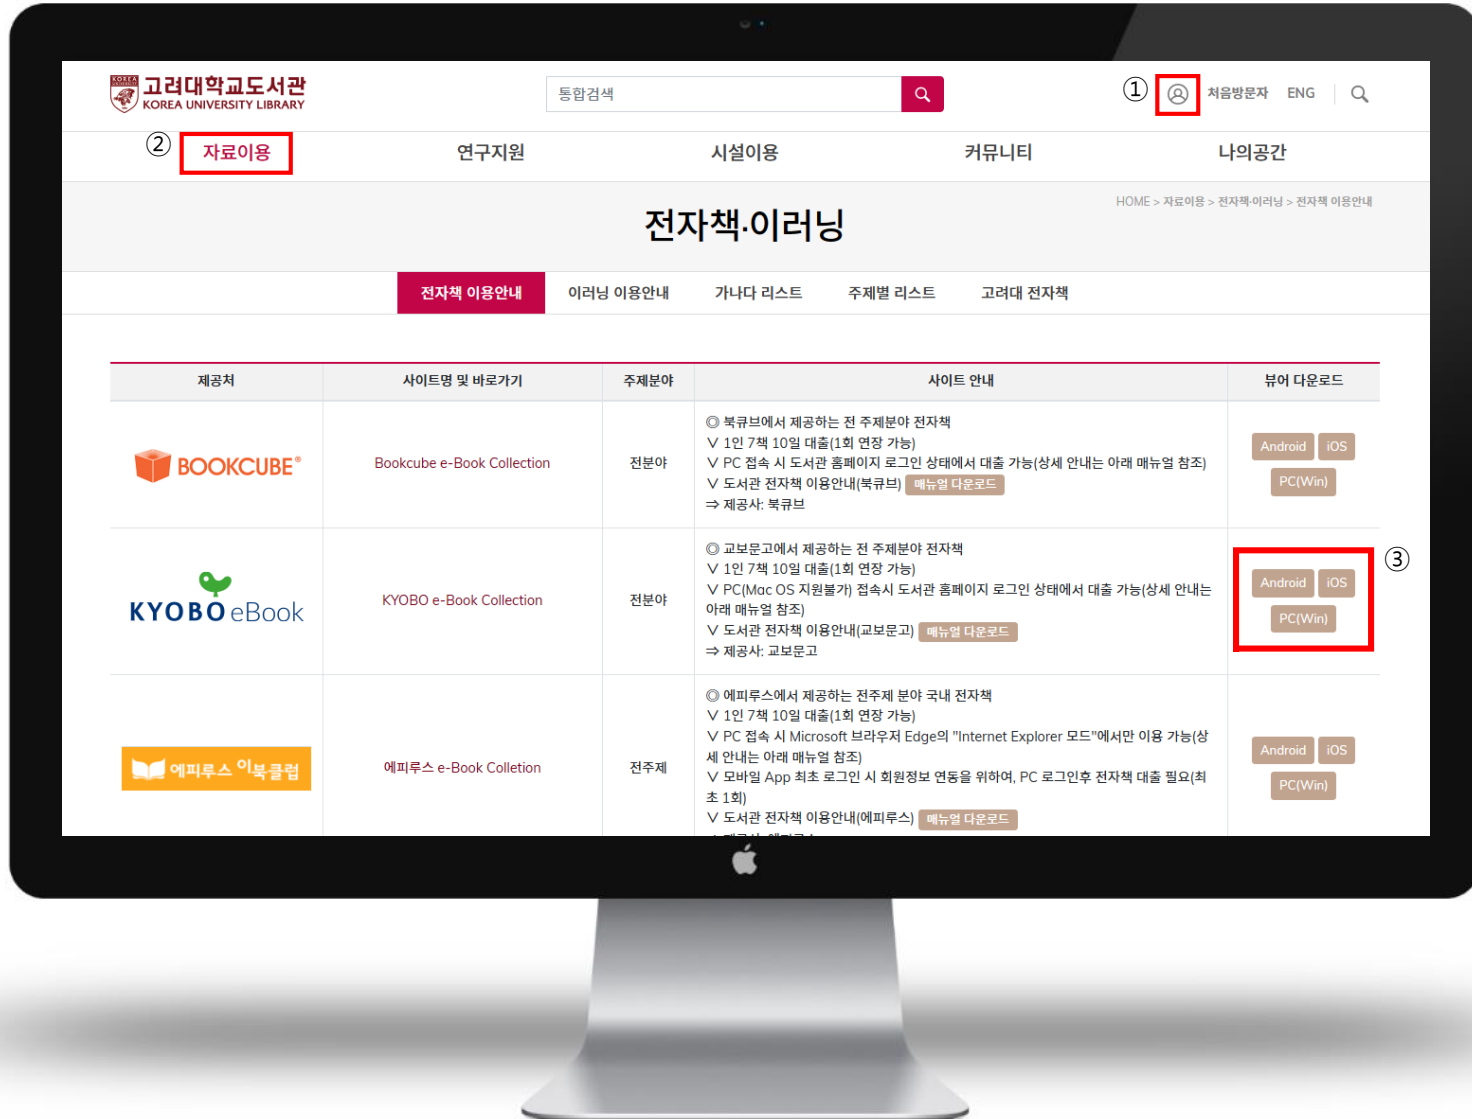 고려대학교도서관
KOREA UNIVERSITY LIBRARY
통합검색
① 처음방문자 ENG
② 자료이용 연구지원 시설이용 커뮤니티 나의공간
전자책·이러닝
HOME > 자료이용 > 전자책·이러닝 > 전자책 이용안내
전자책 이용안내 이러닝 이용안내 가나다 리스트 주제별 리스트 고려대 전자책
제공처 사이트명 및 바로가기 주제분야 사이트 안내 뷰어 다운로드
BOOKCUBE®
Bookcube e-Book Collection
전분야
◎ 북큐브에서 제공하는 전 주제분야 전자책
∨ 1인 7책 10일 대출(1회 연장 가능)
∨ PC 접속 시 도서관 홈페이지 로그인 상태에서 대출 가능(상세 안내는 아래 매뉴얼 참조)
∨ 도서관 전자책 이용안내(북큐브) 매뉴얼 다운로드
⇒ 제공사: 북큐브
Android iOS
PC(Win)
KYOBO eBook
KYOBO e-Book Collection
전분야
◎ 교보문고에서 제공하는 전 주제분야 전자책
∨ 1인 7책 10일 대출(1회 연장 가능)
∨ PC(Mac OS 지원불가) 접속시 도서관 홈페이지 로그인 상태에서 대출 가능(상세 안내는
아래 매뉴얼 참조)
∨ 도서관 전자책 이용안내(교보문고) 매뉴얼 다운로드
⇒ 제공사: 교보문고
③
Android iOS
PC(Win)
에피루스 이북클럽
에피루스 e-Book Colletion
전주제
◎ 에피루스에서 제공하는 전주제 분야 국내 전자책
∨ 1인 7책 10일 대출(1회 연장 가능)
∨ PC 접속 시 Microsoft 브라우저 Edge의 "Internet Explorer 모드"에서만 이용 가능(상
세 안내는 아래 매뉴얼 참조)
∨ 모바일 App 최초 로그인 시 회원정보 연동을 위하여, PC 로그인후 전자책 대출 필요(최
초 1회)
∨ 도서관 전자책 이용안내(에피루스) 매뉴얼 다운로드
Android iOS
PC(Win)